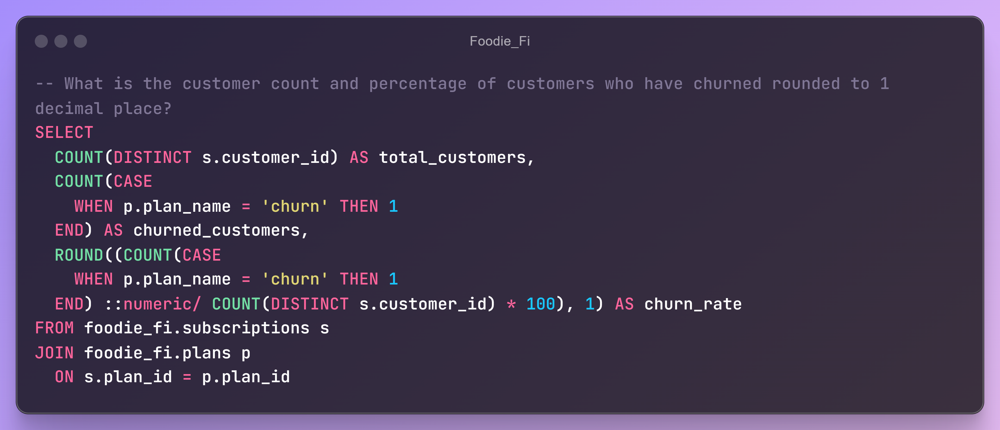 Foodie_Fi
-- What is the customer count and percentage of customers who have churned rounded to 1
decimal place?
SELECT
  COUNT(DISTINCT s.customer_id) AS total_customers,
  COUNT(CASE
    WHEN p.plan_name = 'churn' THEN 1
  END) AS churned_customers,
  ROUND((COUNT(CASE
    WHEN p.plan_name = 'churn' THEN 1
  END) ::numeric/ COUNT(DISTINCT s.customer_id) * 100), 1) AS churn_rate
FROM foodie_fi.subscriptions s
JOIN foodie_fi.plans p
  ON s.plan_id = p.plan_id